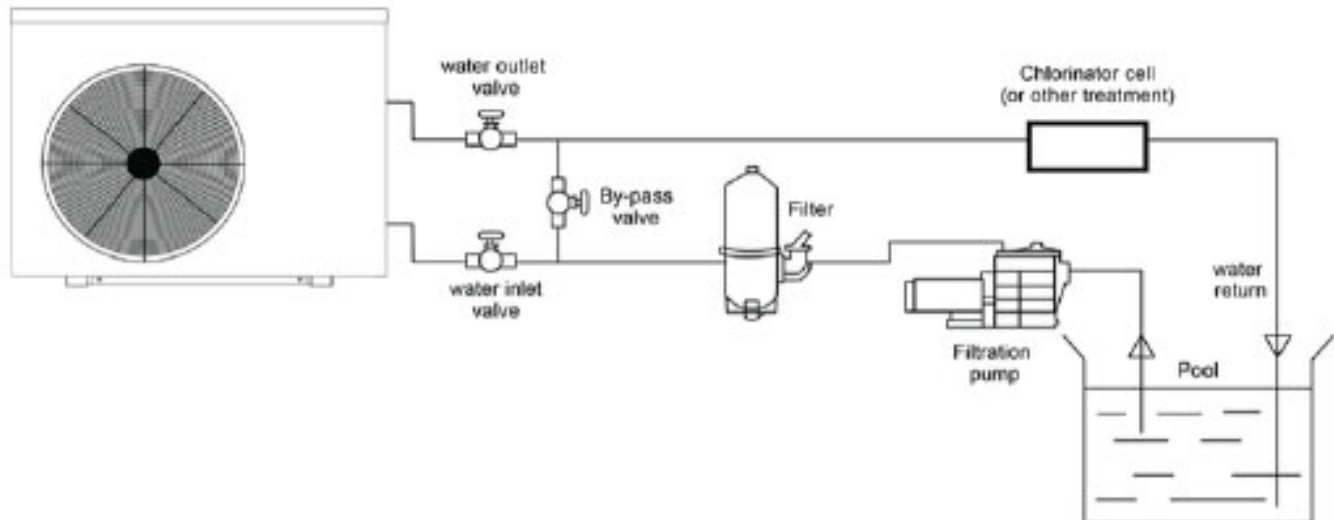 water outlet
valve
Chlorinator cell
(or other treatment)
By-pass
valve
Filter
water inlet
valve
water
return
Filtration
pump
Pool